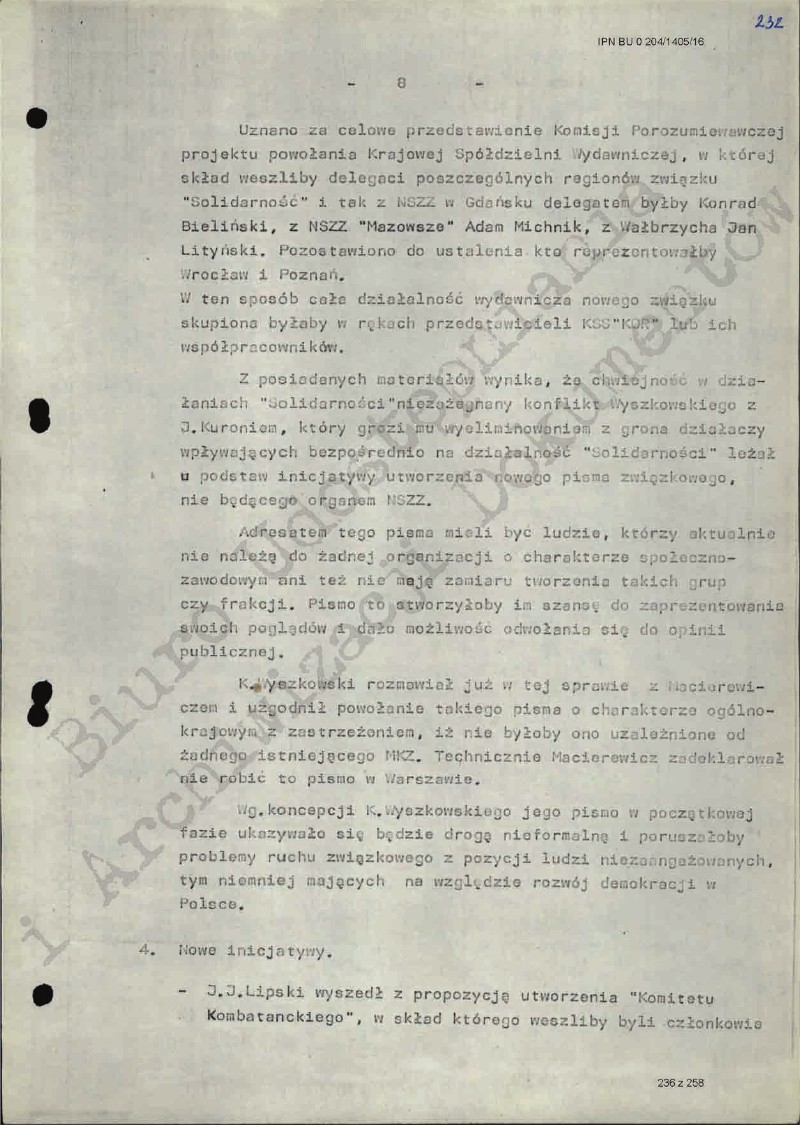 232
IPN BU 0 204/1405/16
- 8 -
Uznano za celowe przedstawienie Komisji Porozumiewawczej
projektu powołania Krajowej Spółdzielni Wydawniczej, w której
skład weszliby delegaci poszczególnych regionów związku
"Solidarność" i tak z NSZZ w Gdańsku delegatem byłby Konrad
Bieliński, z NSZZ "Mazowsze" Adam Michnik, z Wałbrzycha Jan
Lityński. Pozostawiono do ustalenia kto reprezentowałby
Wrocław i Poznań.
W ten sposób cała działalność wydawnicza nowego związku
skupiona byłaby w rękach przedstawicieli KSS"KOR" lub ich
współpracowników.
Z posiadanych materiałów wynika, że chwiejność w dzia-
łaniach "Solidarności"niezażegnany konflikt Wyszkowskiego z
J.Kuroniem, który grozi mu wyeliminowaniem z grona działaczy
wpływających bezpośrednio na działalność "Solidarności" leżał
u podstaw inicjatywy utworzenia nowego pisma związkowego,
nie będącego organem NSZZ.
Adresatem tego pisma mieli być ludzie, którzy aktualnie
nie należą do żadnej organizacji o charakterze społeczno-
zawodowym ani też nie mają zamiaru tworzenia takich grup
czy frakcji. Pismo to stworzyłoby im szansę do zaprezentowania
swoich poglądów i dało możliwość odwołania się do opinii
publicznej.
K.Wyszkowski rozmawiał już w tej sprawie z Macierewi-
czem i uzgodnił powołanie takiego pisma o charakterze ogólno-
krajowym z zastrzeżeniem, iż nie byłoby ono uzależnione od
żadnego istniejącego MKZ. Technicznie Macierewicz zadeklarował
nie robić to pismo w Warszawie.
Wg.koncepcji K.Wyszkowskiego jego pismo w początkowej
fazie ukazywało się będzie drogą nieformalną i poruszałoby
problemy ruchu związkowego z pozycji ludzi niezaangażowanych,
tym niemniej mających na względzie rozwój demokracji w
Polsce.
4. Nowe inicjatywy.
- J.J.Lipski wyszedł z propozycją utworzenia "Komitetu
Kombatanckiego", w skład którego weszliby byli członkowie
Biuro Udostępniania
i Archiwizacji Dokumentów
236 z 258